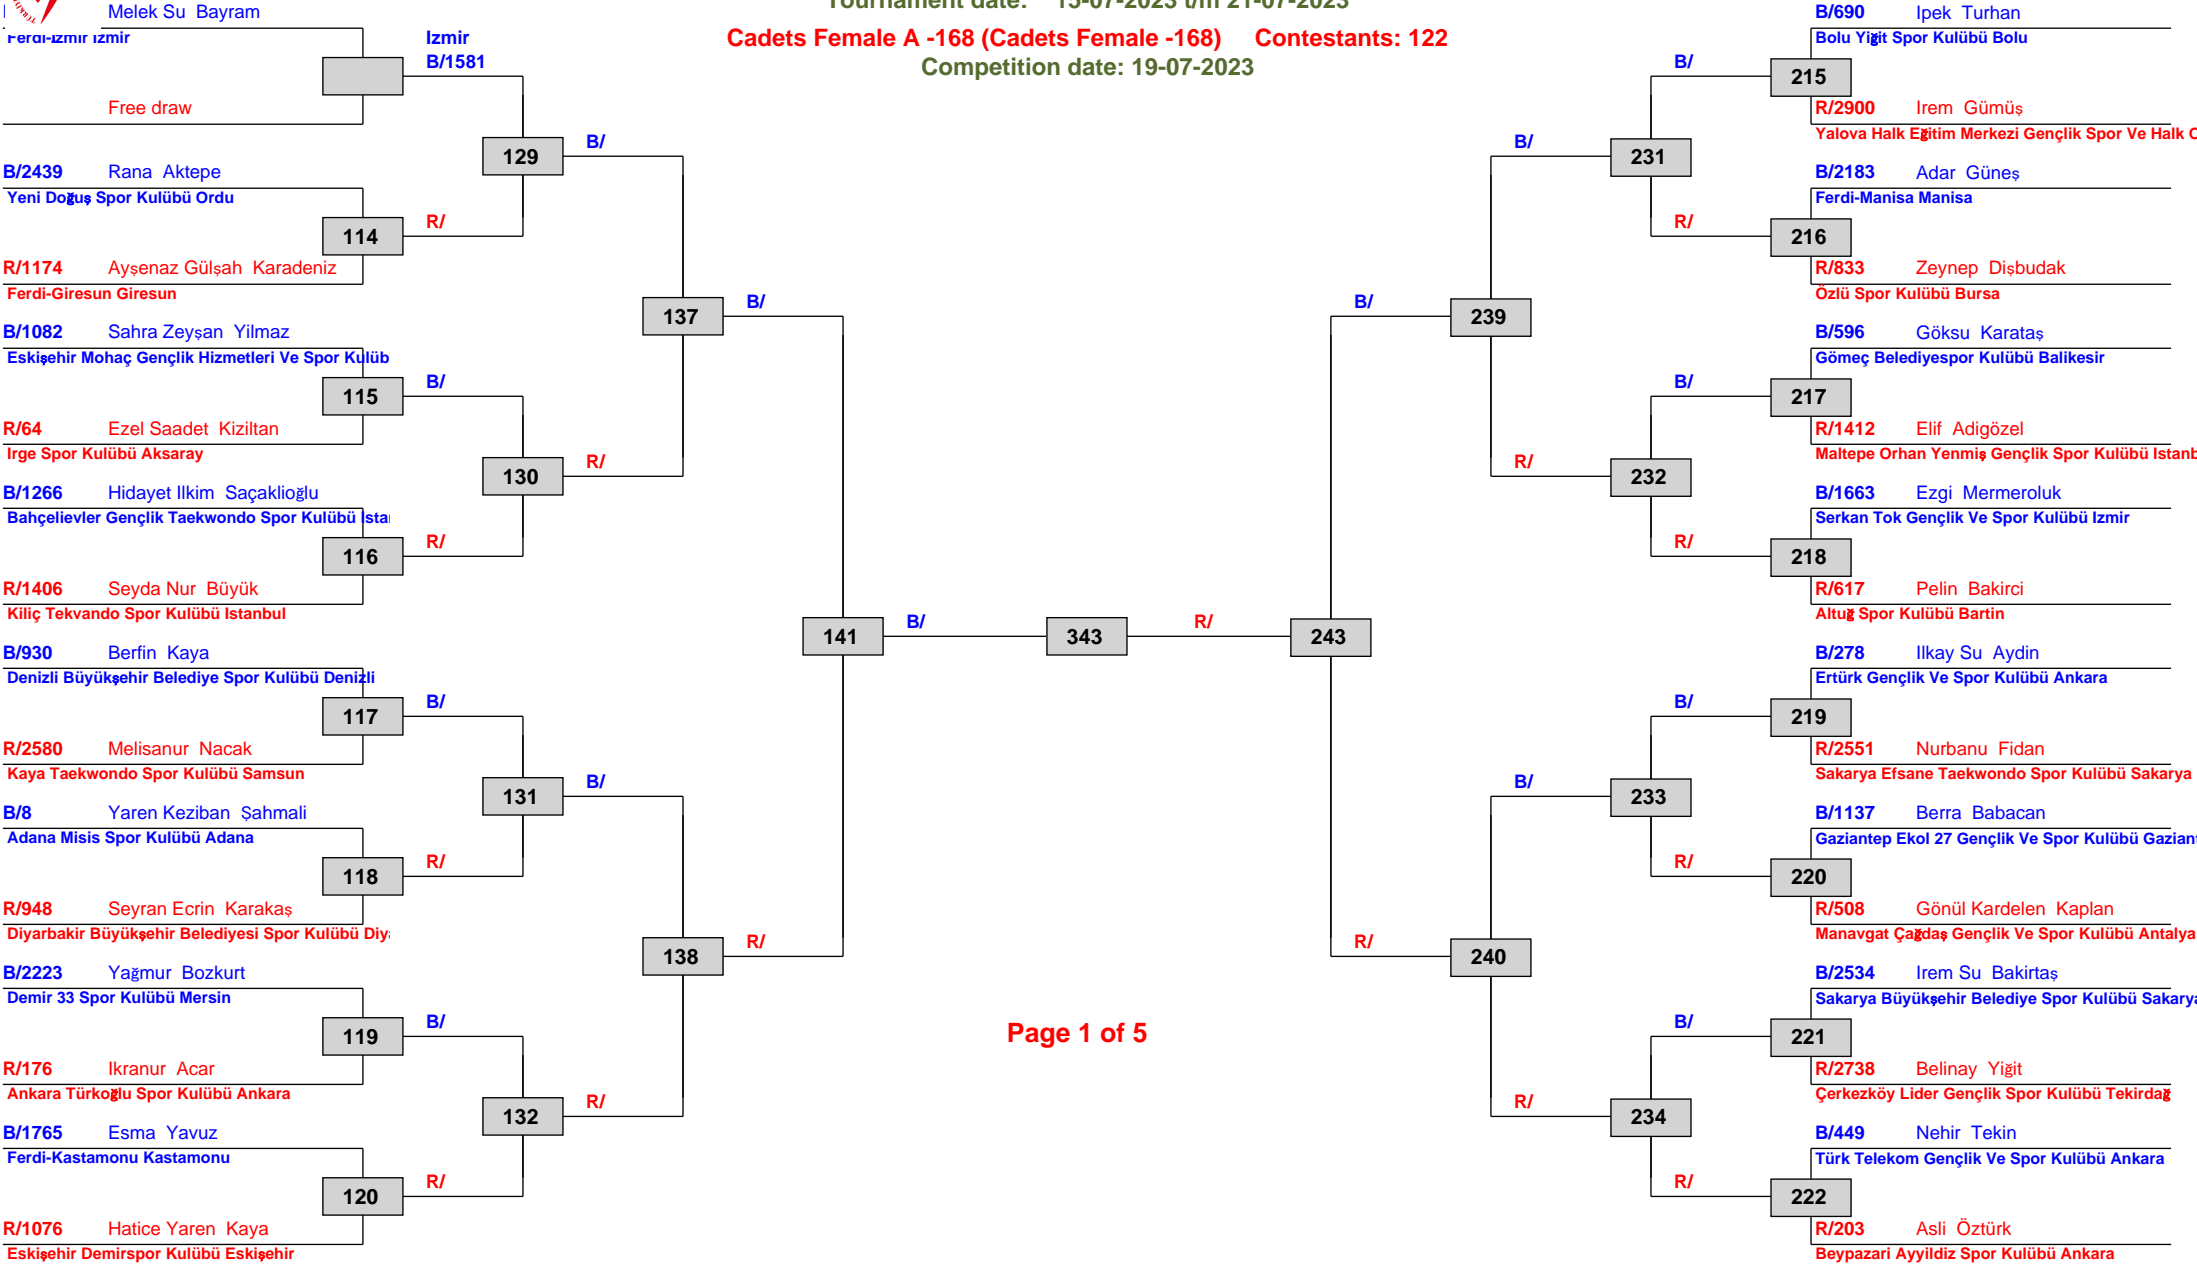 Tournament date: 15-07-2023 t/m 21-07-2023
Cadets Female A -168 (Cadets Female -168) Contestants: 122
Competition date: 19-07-2023
Melek Su Bayram
Ferdi-Izmir Izmir
Free draw
B/2439 Rana Aktepe
Yeni Doğuş Spor Kulübü Ordu
R/1174 Ayşenaz Gülşah Karadeniz
Ferdi-Giresun Giresun
B/1082 Sahra Zeyşan Yilmaz
Eskişehir Mohaç Gençlik Hizmetleri Ve Spor Kulüb
R/64 Ezel Saadet Kiziltan
Irge Spor Kulübü Aksaray
B/1266 Hidayet Ilkim Saçaklioğlu
Bahçelievler Gençlik Taekwondo Spor Kulübü Ista
R/1406 Seyda Nur Büyük
Kiliç Tekvando Spor Kulübü Istanbul
B/930 Berfin Kaya
Denizli Büyükşehir Belediye Spor Kulübü Denizli
R/2580 Melisanur Nacak
Kaya Taekwondo Spor Kulübü Samsun
B/8 Yaren Keziban Şahmali
Adana Misis Spor Kulübü Adana
R/948 Seyran Ecrin Karakaş
Diyarbakir Büyükşehir Belediyesi Spor Kulübü Diy
B/2223 Yağmur Bozkurt
Demir 33 Spor Kulübü Mersin
R/176 Ikranur Acar
Ankara Türkoğlu Spor Kulübü Ankara
B/1765 Esma Yavuz
Ferdi-Kastamonu Kastamonu
R/1076 Hatice Yaren Kaya
Eskişehir Demirspor Kulübü Eskişehir
Izmir
B/1581
114
R/
115
B/
116
R/
117
B/
118
R/
119
B/
120
R/
129
B/
130
R/
131
B/
132
R/
137
B/
138
R/
141
B/
343
R/
243
Page 1 of 5
B/
239
R/
240
B/
231
R/
232
B/
233
R/
234
B/
215
R/
216
B/
217
R/
218
B/
219
R/
220
B/
221
R/
222
B/690 Ipek Turhan
Bolu Yiğit Spor Kulübü Bolu
R/2900 Irem Gümüş
Yalova Halk Eğitim Merkezi Gençlik Spor Ve Halk O
B/2183 Adar Güneş
Ferdi-Manisa Manisa
R/833 Zeynep Dişbudak
Özlü Spor Kulübü Bursa
B/596 Göksu Karataş
Gömeç Belediyespor Kulübü Balikesir
R/1412 Elif Adigözel
Maltepe Orhan Yenmiş Gençlik Spor Kulübü Istanb
B/1663 Ezgi Mermeroluk
Serkan Tok Gençlik Ve Spor Kulübü Izmir
R/617 Pelin Bakirci
Altuğ Spor Kulübü Bartin
B/278 Ilkay Su Aydin
Ertürk Gençlik Ve Spor Kulübü Ankara
R/2551 Nurbanu Fidan
Sakarya Efsane Taekwondo Spor Kulübü Sakarya
B/1137 Berra Babacan
Gaziantep Ekol 27 Gençlik Ve Spor Kulübü Gaziant
R/508 Gönül Kardelen Kaplan
Manavgat Çağdaş Gençlik Ve Spor Kulübü Antalya
B/2534 Irem Su Bakirtaş
Sakarya Büyükşehir Belediye Spor Kulübü Sakarya
R/2738 Belinay Yiğit
Çerkezköy Lider Gençlik Spor Kulübü Tekirdağ
B/449 Nehir Tekin
Türk Telekom Gençlik Ve Spor Kulübü Ankara
R/203 Asli Öztürk
Beypazari Ayyildiz Spor Kulübü Ankara